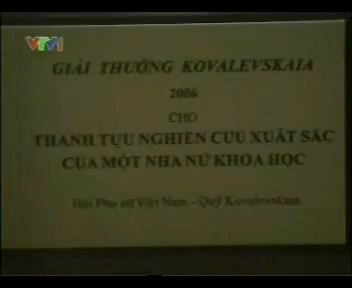 VTV1
GIẢI THƯỞNG KOVALEVSKAIA
2006
CHO
THÀNH TỰU NGHIÊN CỨU XUẤT SẮC
CỦA MỘT NHÀ NỮ KHOA HỌC
Hội Phụ nữ Việt Nam - Quỹ Kovalevskaia